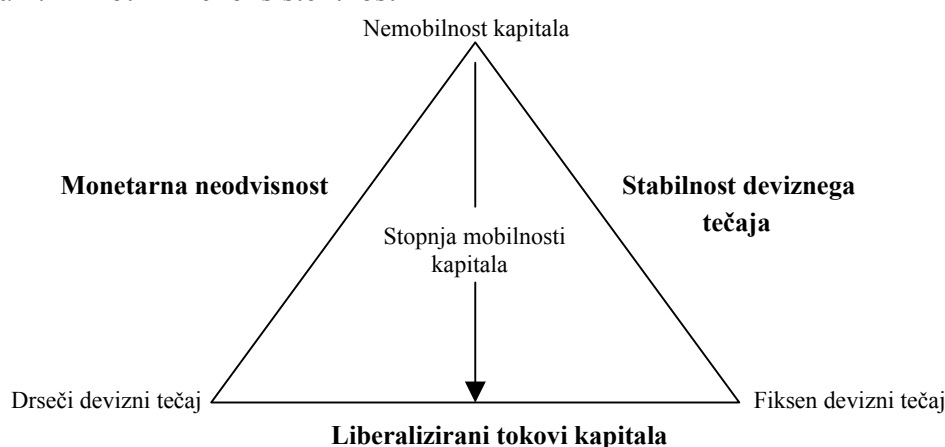 Nemobilnost kapitala
Monetarna neodvisnost
Stabilnost deviznega
tečaja
Stopnja mobilnosti
kapitala
Drseči devizni tečaj
Fiksen devizni tečaj
Liberalizirani tokovi kapitala